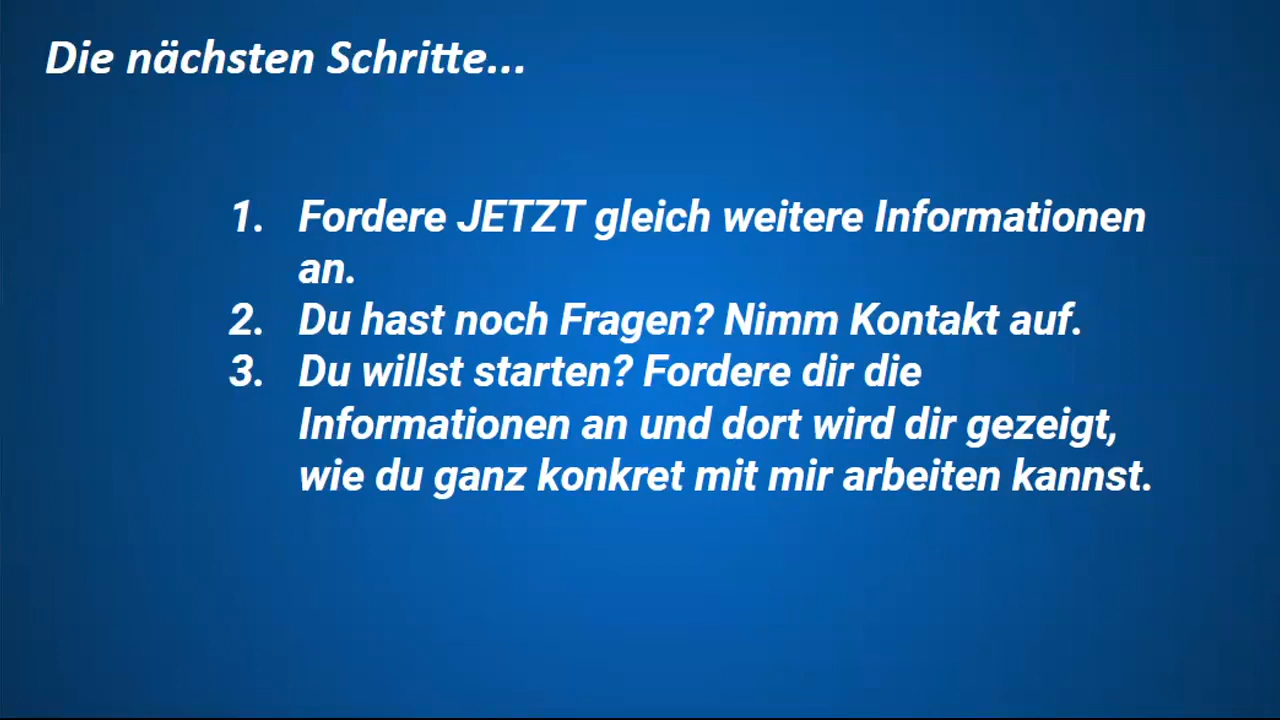 Die nächsten Schritte...
1. Fordere JETZT gleich weitere Informationen
an.
2. Du hast noch Fragen? Nimm Kontakt auf.
3. Du willst starten? Fordere dir die
Informationen an und dort wird dir gezeigt,
wie du ganz konkret mit mir arbeiten kannst.